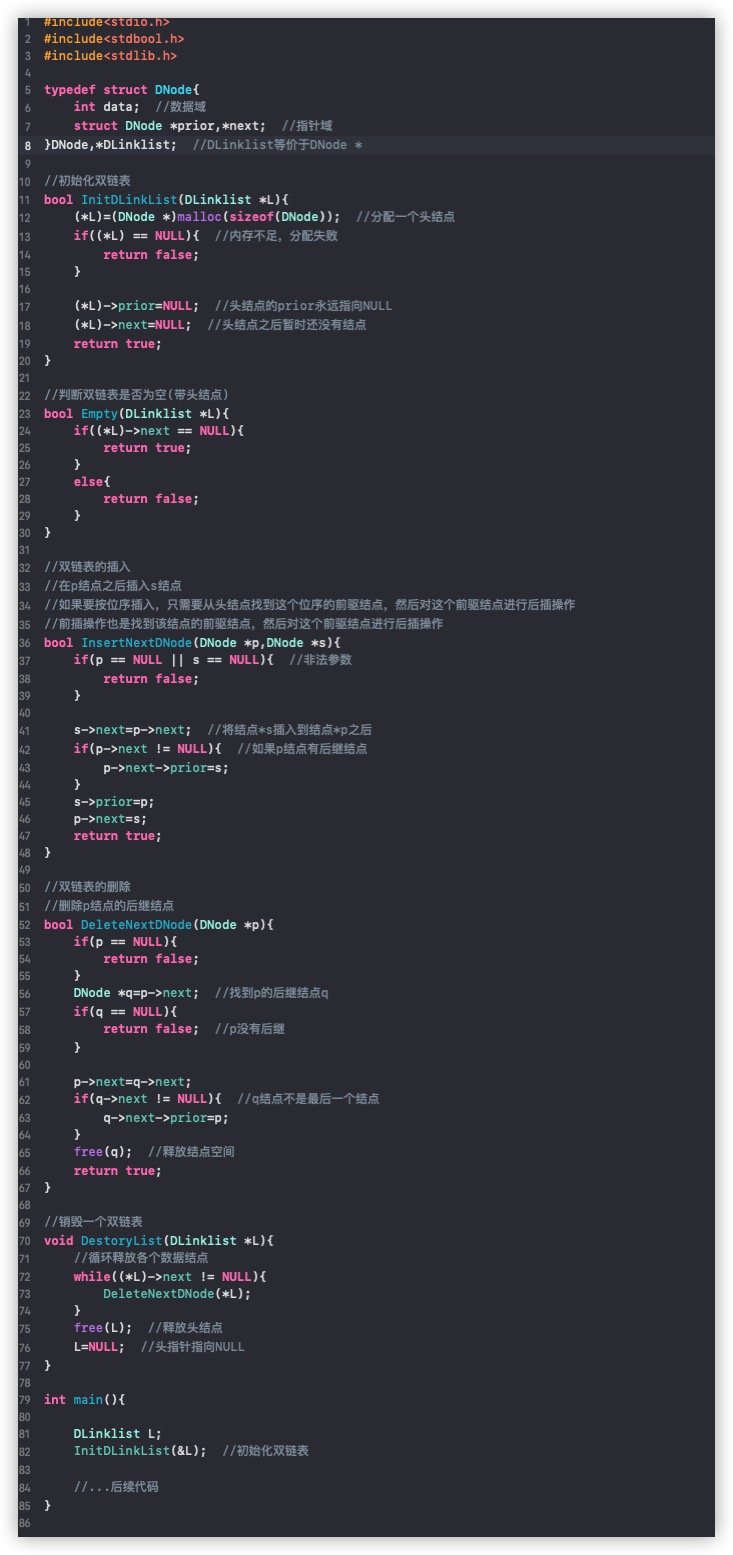 1 #include<stdio.h>
2 #include<stdbool.h>
3 #include<stdlib.h>
4
5 typedef struct DNode{
6     int data;  //数据域
7     struct DNode *prior,*next;  //指针域
8 }DNode,*DLinklist;  //DLinklist等价于DNode *
9
10 //初始化双链表
11 bool InitDLinkList(DLinklist *L){
12     (*L)=(DNode *)malloc(sizeof(DNode));  //分配一个头结点
13     if((*L) == NULL){  //内存不足，分配失败
14         return false;
15     }
16
17     (*L)->prior=NULL;  //头结点的prior永远指向NULL
18     (*L)->next=NULL;  //头结点之后暂时还没有结点
19     return true;
20 }
21
22 //判断双链表是否为空(带头结点)
23 bool Empty(DLinklist *L){
24     if((*L)->next == NULL){
25         return true;
26     }
27     else{
28         return false;
29     }
30 }
31
32 //双链表的插入
33 //在p结点之后插入s结点
34 //如果要按位序插入，只需要从头结点找到这个位序的前驱结点，然后对这个前驱结点进行后插操作
35 //前插操作也是找到该结点的前驱结点，然后对这个前驱结点进行后插操作
36 bool InsertNextDNode(DNode *p,DNode *s){
37     if(p == NULL || s == NULL){  //非法参数
38         return false;
39     }
40
41     s->next=p->next;  //将结点*s插入到结点*p之后
42     if(p->next != NULL){  //如果p结点有后继结点
43         p->next->prior=s;
44     }
45     s->prior=p;
46     p->next=s;
47     return true;
48 }
49
50 //双链表的删除
51 //删除p结点的后继结点
52 bool DeleteNextDNode(DNode *p){
53     if(p == NULL){
54         return false;
55     }
56     DNode *q=p->next;  //找到p的后继结点q
57     if(q == NULL){
58         return false;  //p没有后继
59     }
60
61     p->next=q->next;
62     if(q->next != NULL){  //q结点不是最后一个结点
63         q->next->prior=p;
64     }
65     free(q);  //释放结点空间
66     return true;
67 }
68
69 //销毁一个双链表
70 void DestoryList(DLinklist *L){
71     //循环释放各个数据结点
72     while((*L)->next != NULL){
73         DeleteNextDNode(*L);
74     }
75     free(L);  //释放头结点
76     L=NULL;  //头指针指向NULL
77 }
78
79 int main(){
80
81     DLinklist L;
82     InitDLinkList(&L);  //初始化双链表
83
84     //...后续代码
85 }
86